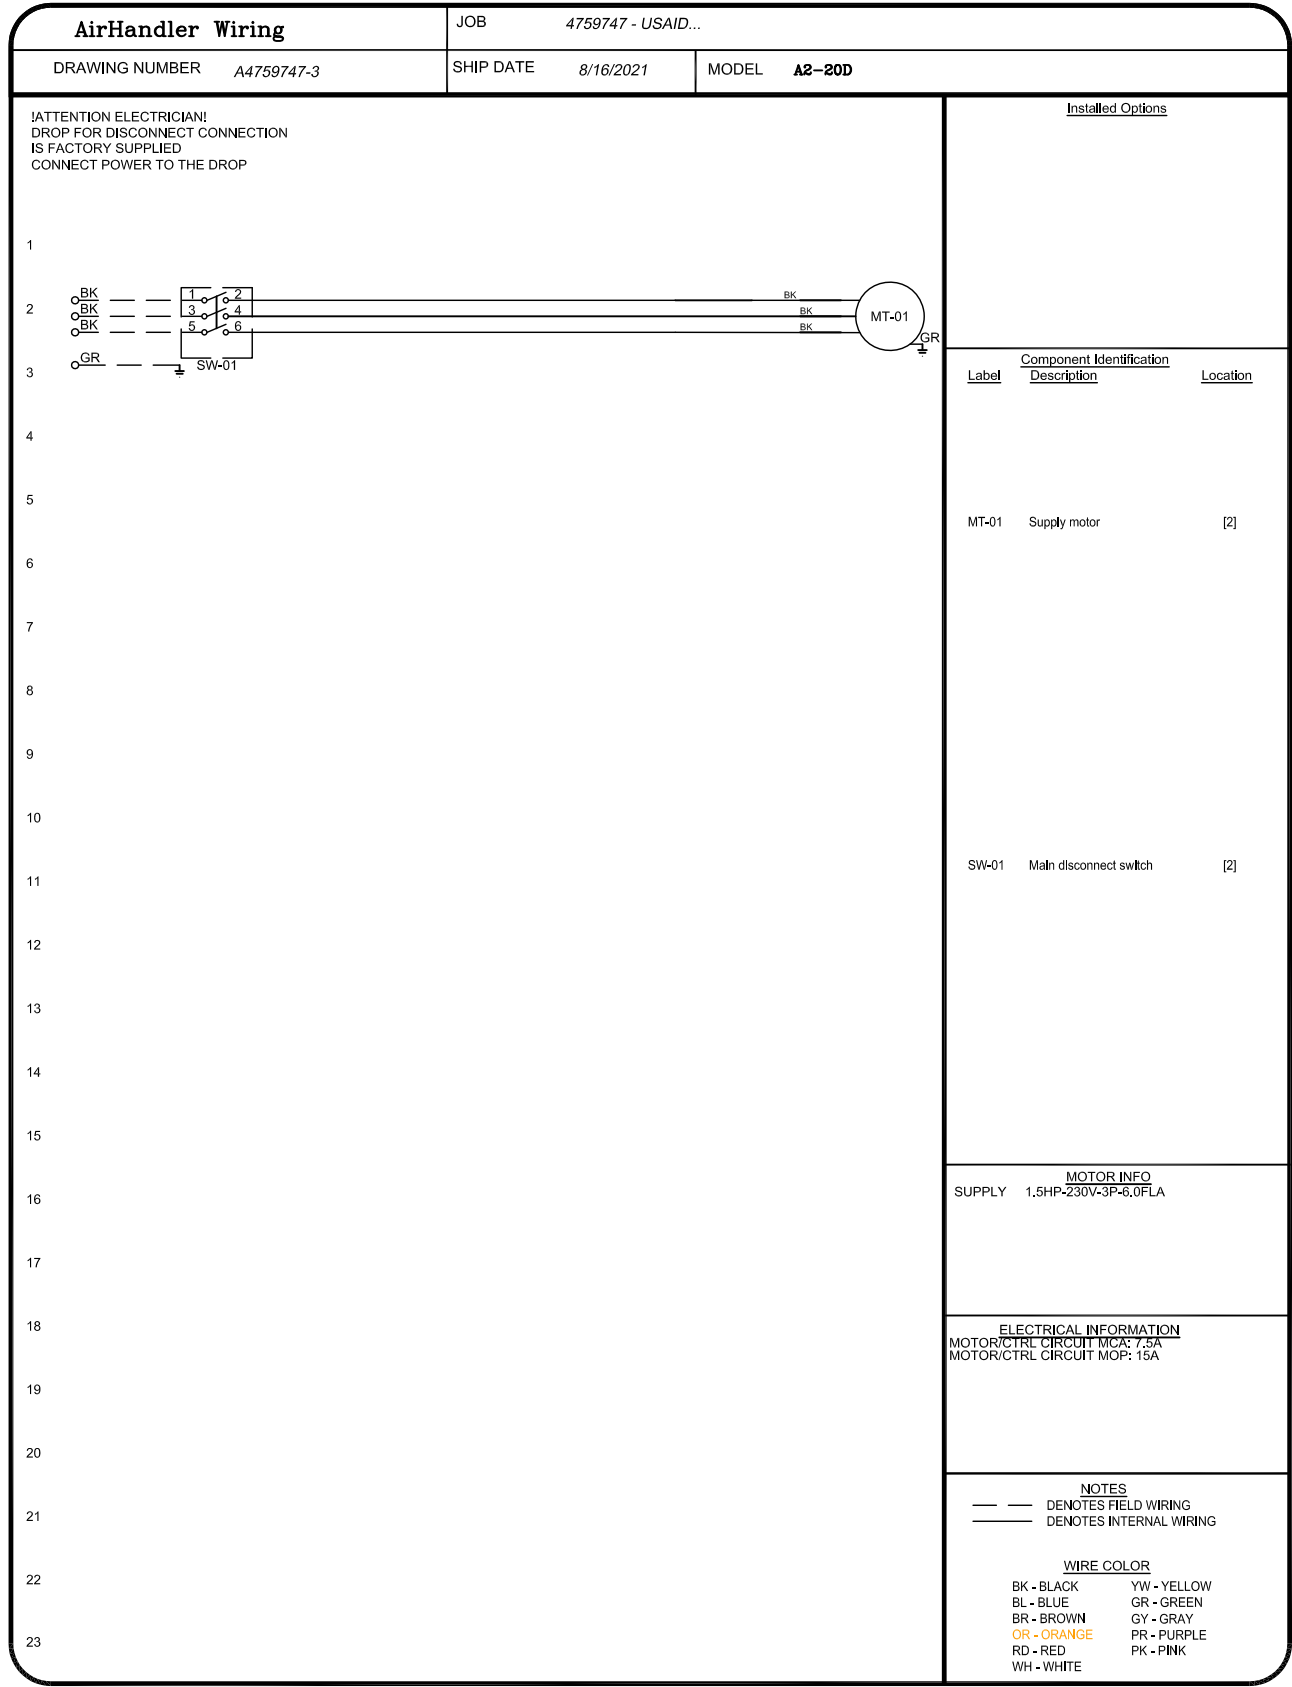 AirHandler Wiring
JOB 4759747 - USAID...
DRAWING NUMBER A4759747-3
SHIP DATE 8/16/2021
MODEL A2-20D
!ATTENTION ELECTRICIAN!
DROP FOR DISCONNECT CONNECTION
IS FACTORY SUPPLIED
CONNECT POWER TO THE DROP
1
BK 1 2 BK
2
BK 3 4 BK MT-01
BK 5 6 BK
GR
GR SW-01
3
4
5
6
7
8
9
10
11
12
13
14
15
16
17
18
19
20
21
22
23
Installed Options
Component Identification
Label Description Location
MT-01 Supply motor [2]
SW-01 Main disconnect switch [2]
MOTOR INFO
SUPPLY 1.5HP-230V-3P-6.0FLA
ELECTRICAL INFORMATION
MOTOR/CTRL CIRCUIT MCA: 7.5A
MOTOR/CTRL CIRCUIT MOP: 15A
NOTES
DENOTES FIELD WIRING
DENOTES INTERNAL WIRING
WIRE COLOR
BK - BLACK YW - YELLOW
BL - BLUE GR - GREEN
BR - BROWN GY - GRAY
OR - ORANGE PR - PURPLE
RD - RED PK - PINK
WH - WHITE